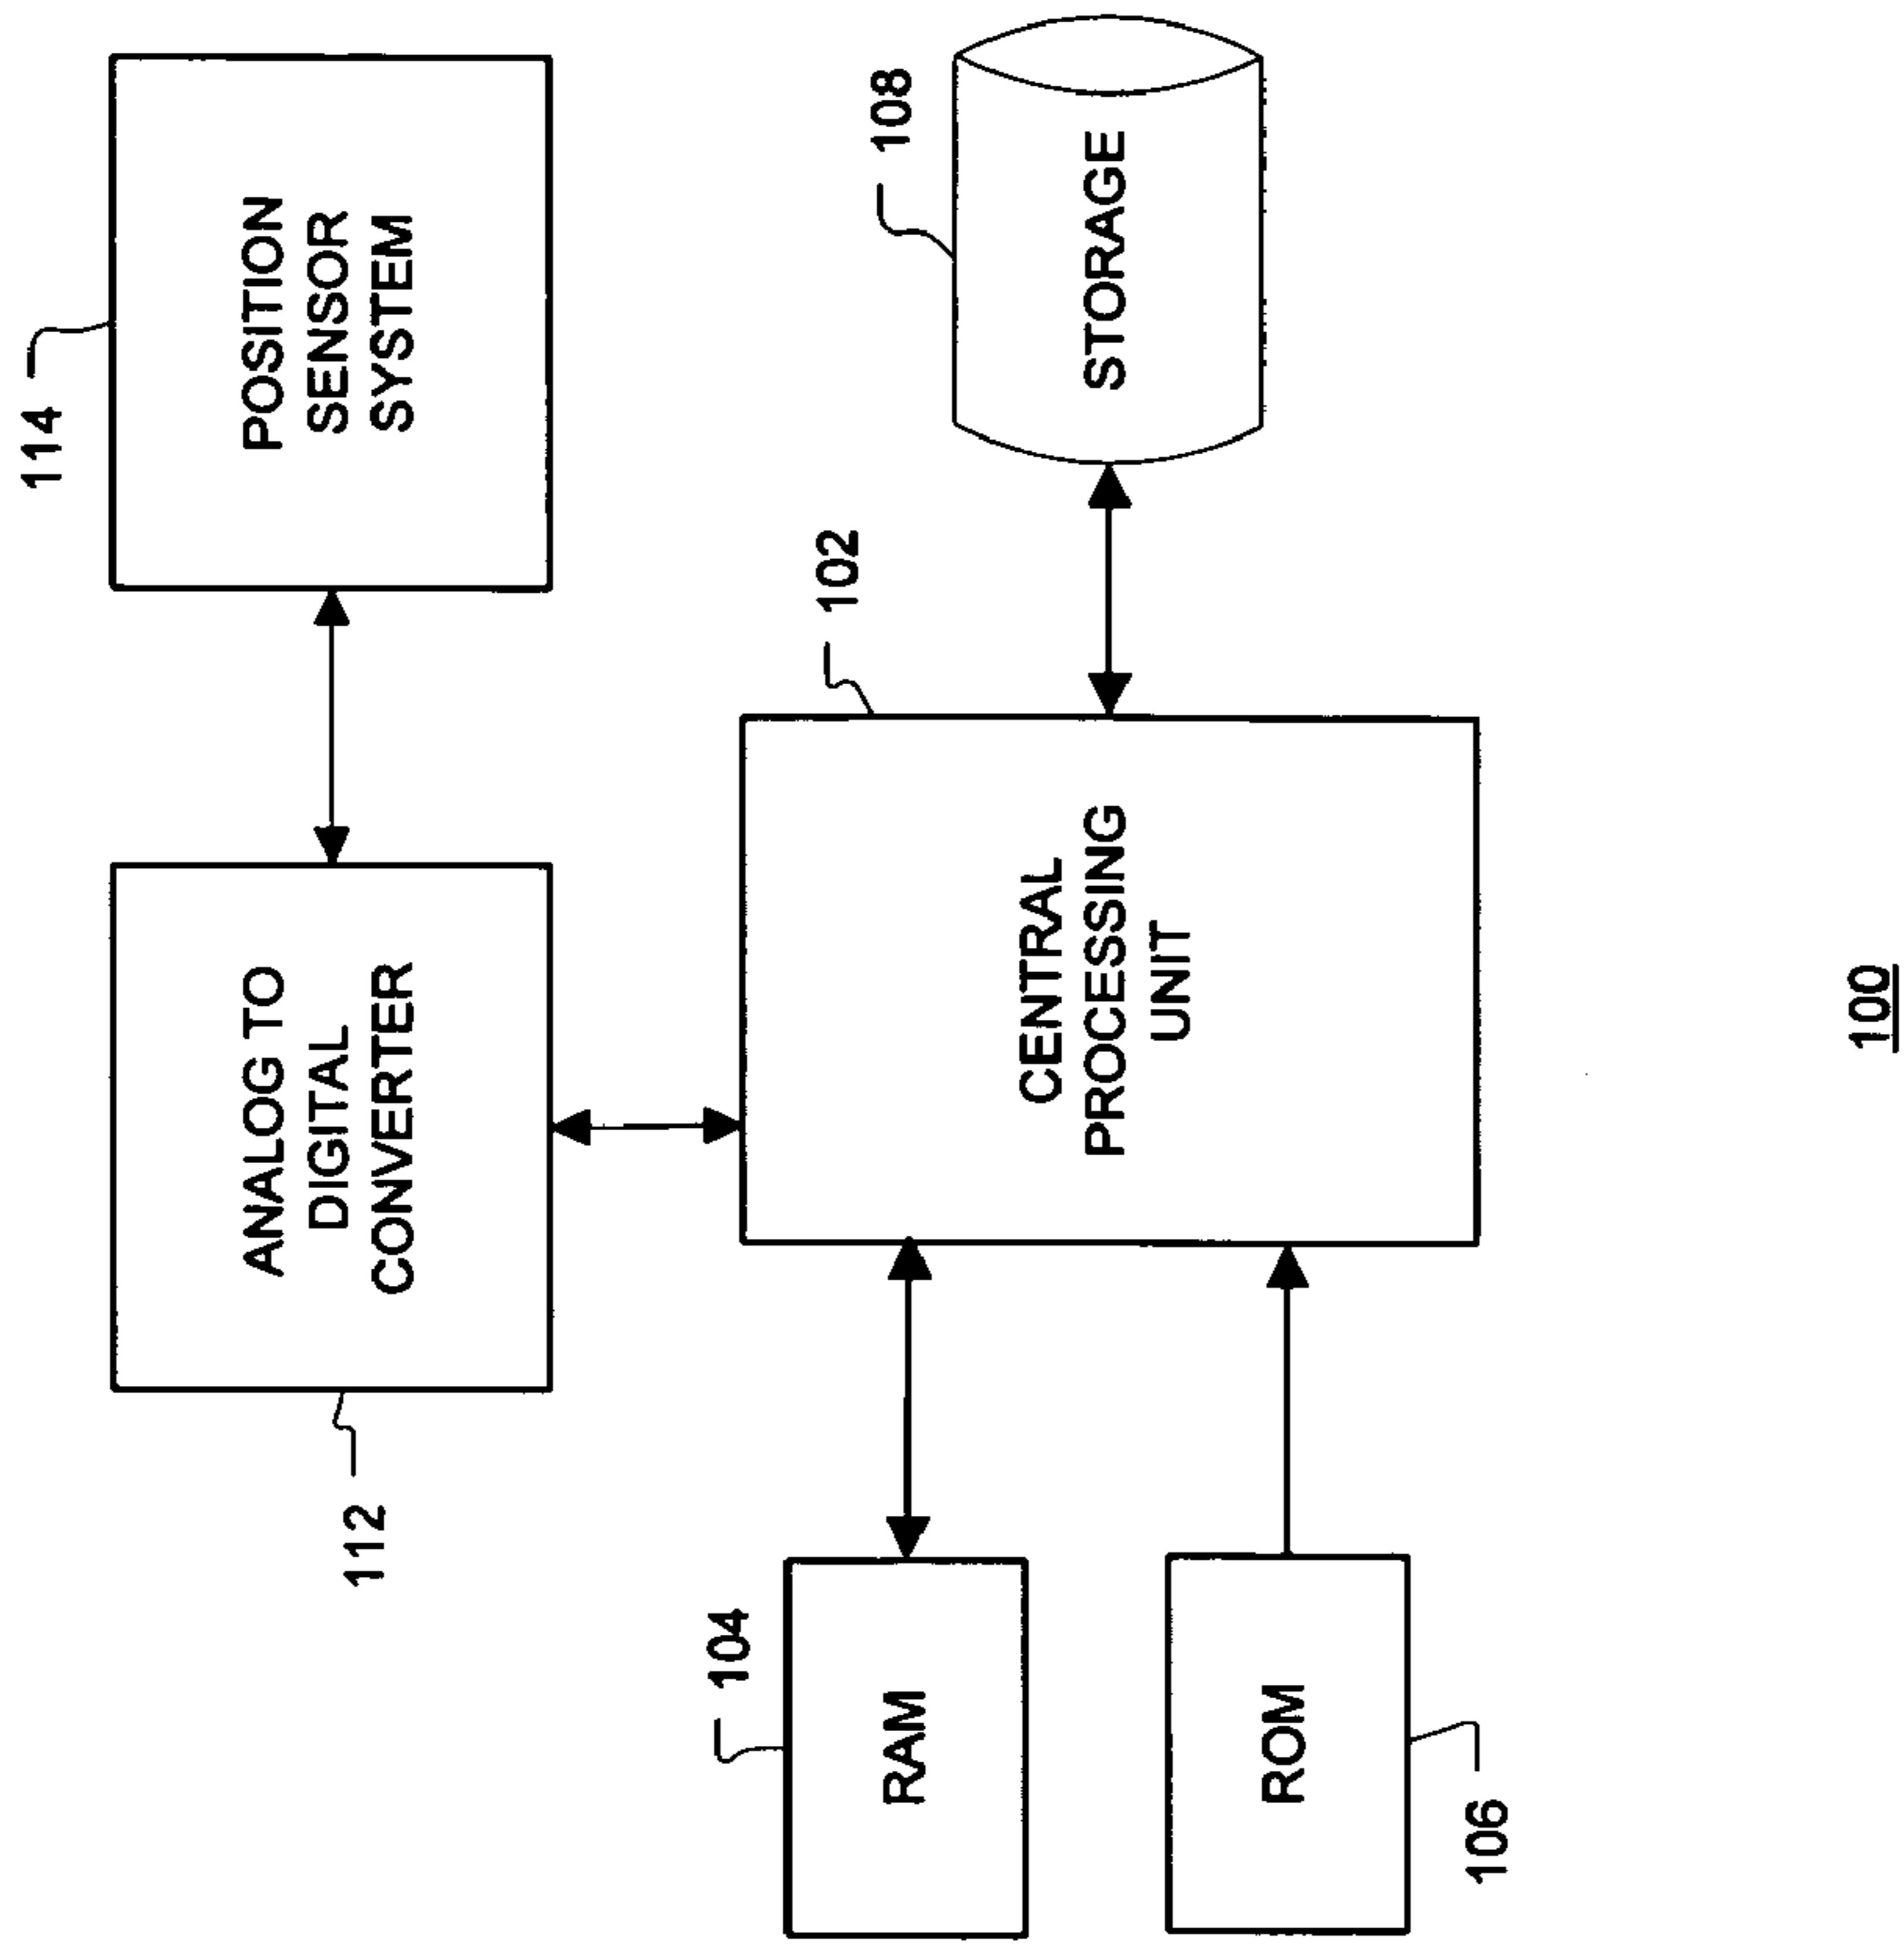 112
ANALOG TO
DIGITAL
CONVERTER
114
POSITION
SENSOR
SYSTEM
104
RAM
102
CENTRAL
PROCESSING
UNIT
108
STORAGE
ROM
106
100